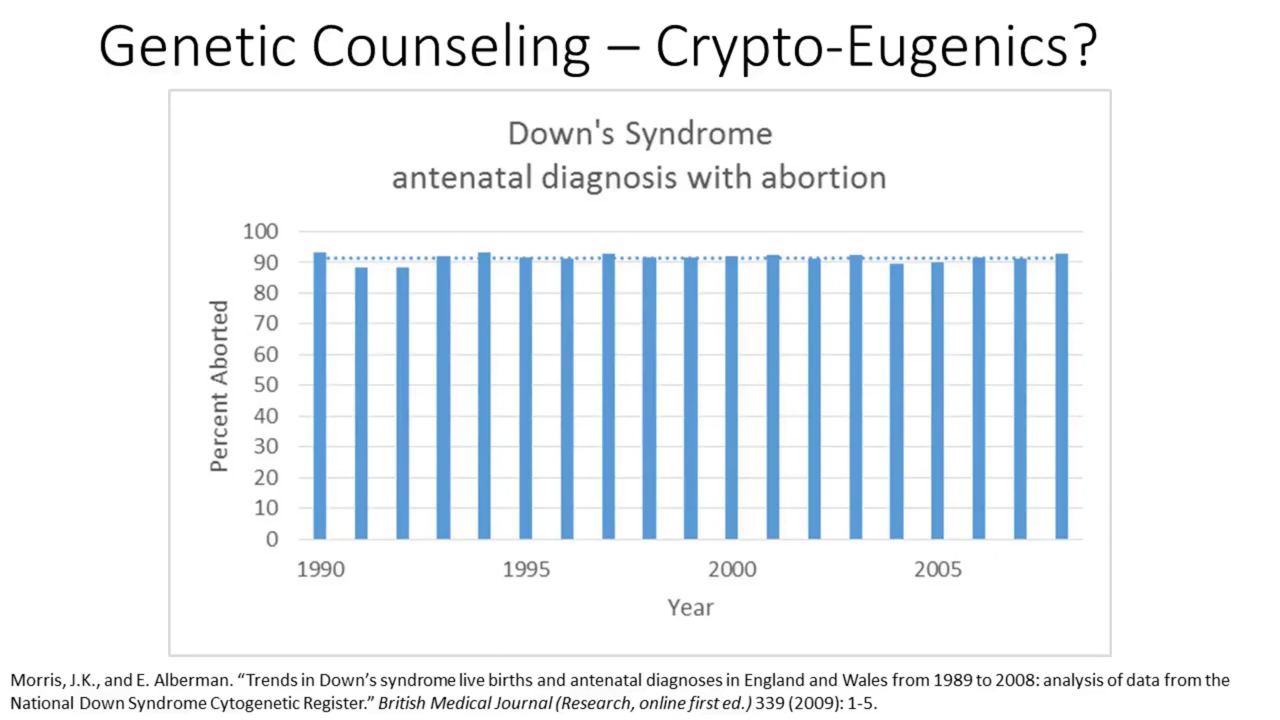 Genetic Counseling – Crypto-Eugenics?
Down's Syndrome
antenatal diagnosis with abortion
Percent Aborted
100
90
80
70
60
50
40
30
20
10
0
1990 1995 2000 2005
Year
Morris, J.K., and E. Alberman. “Trends in Down’s syndrome live births and antenatal diagnoses in England and Wales from 1989 to 2008: analysis of data from the
National Down Syndrome Cytogenetic Register.” British Medical Journal (Research, online first ed.) 339 (2009): 1-5.